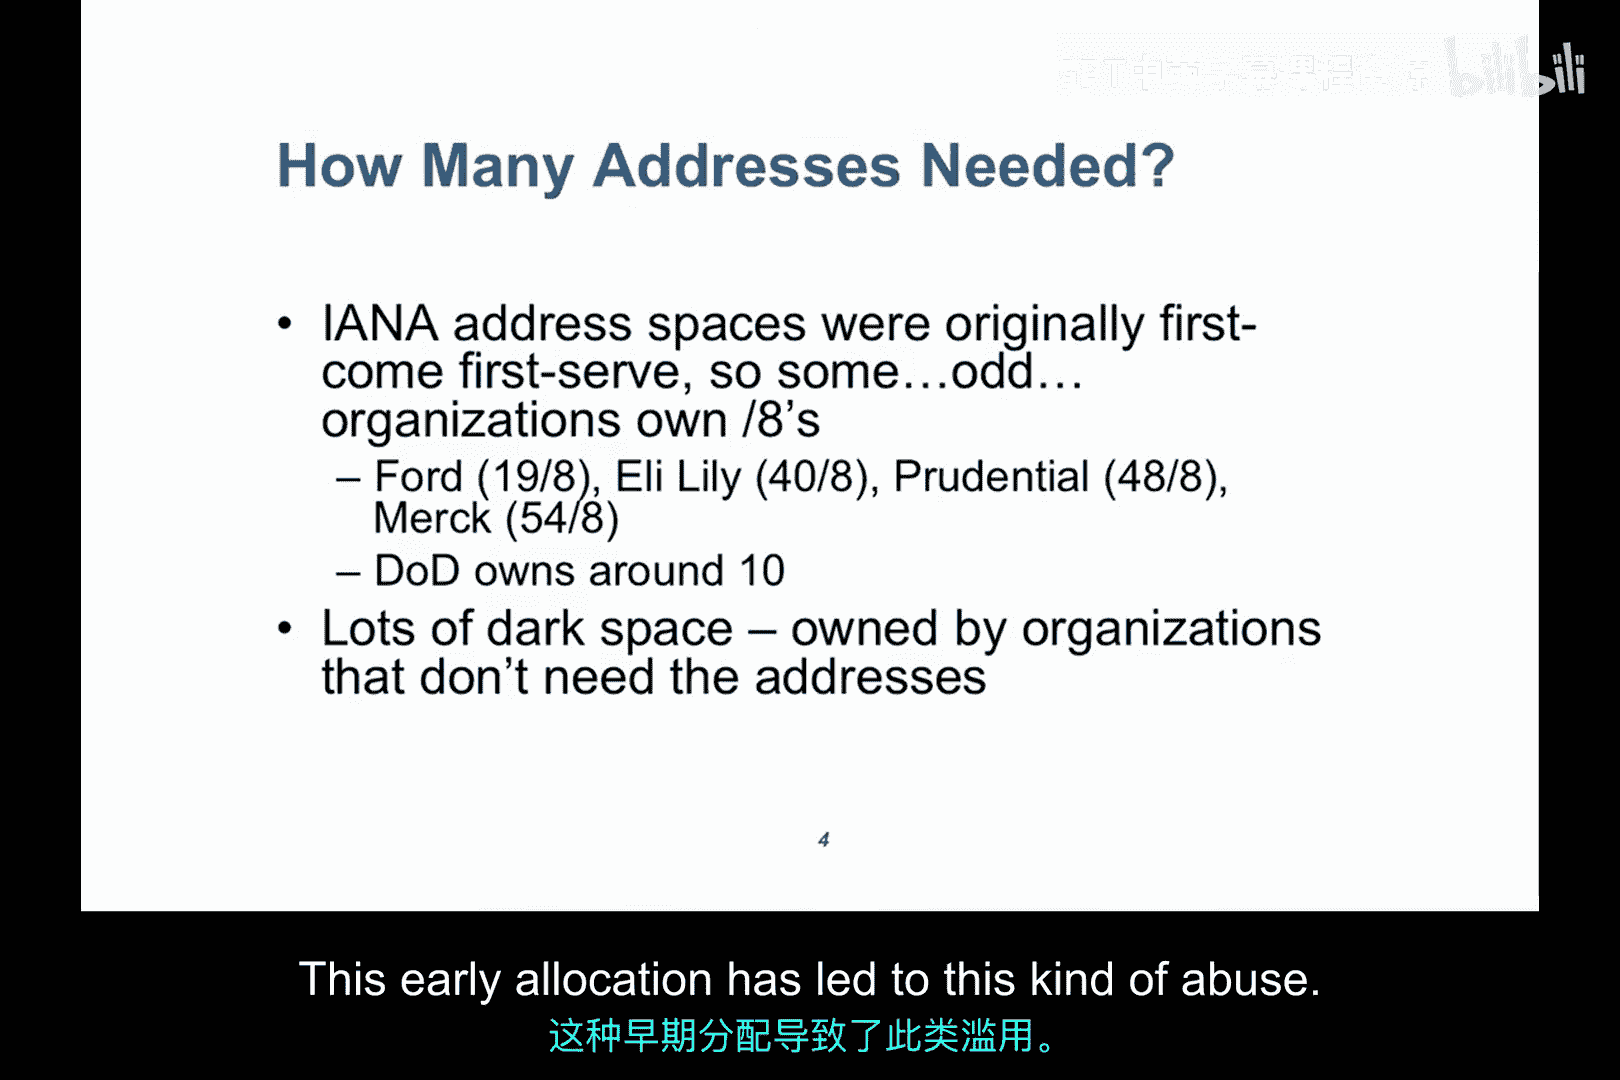 bilibili
How Many Addresses Needed?
• IANA address spaces were originally first-
come first-serve, so some…odd…
organizations own /8’s
– Ford (19/8), Eli Lily (40/8), Prudential (48/8),
Merck (54/8)
– DoD owns around 10
• Lots of dark space – owned by organizations
that don’t need the addresses
4
This early allocation has led to this kind of abuse.
这种早期分配导致了此类滥用。